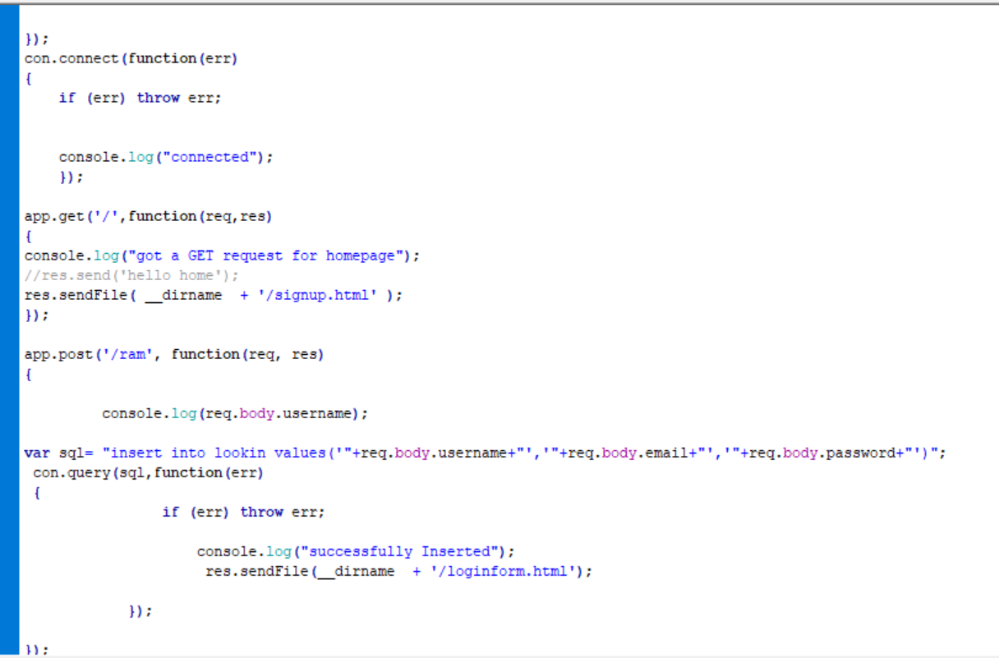 });
con.connect(function(err)
{
    if (err) throw err;
    console.log("connected");
    });
app.get('/',function(req,res)
{
console.log("got a GET request for homepage");
//res.send('hello home');
res.sendFile( __dirname  + '/signup.html' );
});
app.post('/ram', function(req, res)
{
         console.log(req.body.username);
var sql= "insert into lookin values('"+req.body.username+"','"+req.body.email+"','"+req.body.password+"')";
 con.query(sql,function(err)
 {
                if (err) throw err;
                    console.log("successfully Inserted");
                     res.sendFile(__dirname  + '/loginform.html');
            });
});